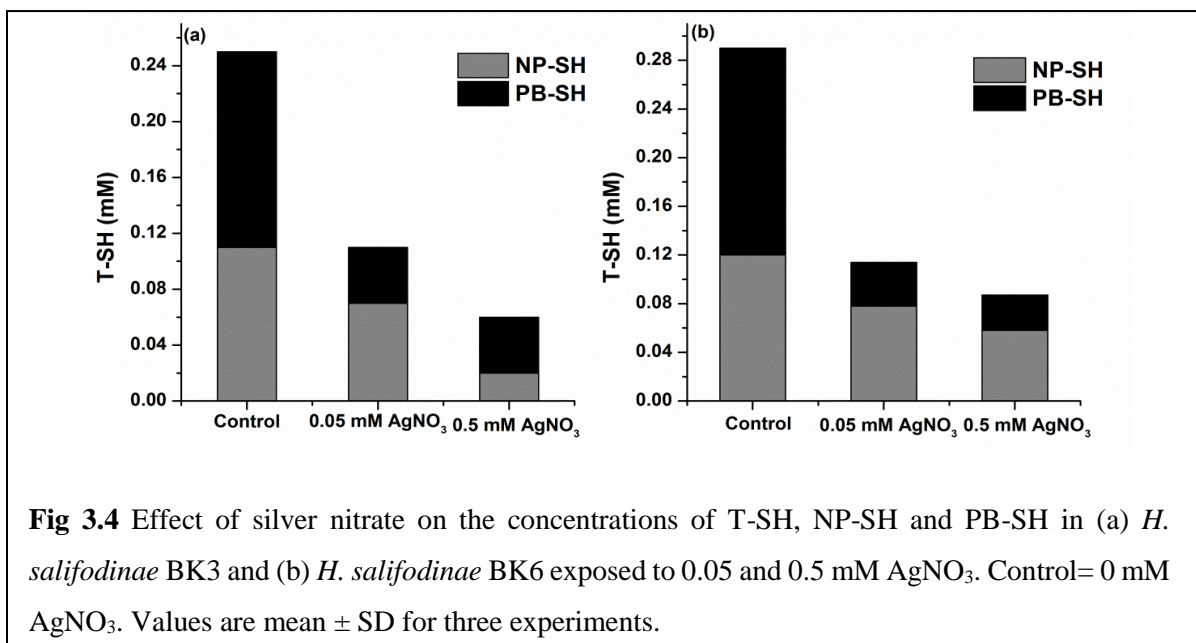 (a)
NP-SH
PB-SH
T-SH (mM)
0.24
0.20
0.16
0.12
0.08
0.04
0.00
Control
0.05 mM AgNO₃
0.5 mM AgNO₃
(b)
NP-SH
PB-SH
T-SH (mM)
0.28
0.24
0.20
0.16
0.12
0.08
0.04
0.00
Control
0.05 mM AgNO₃
0.5 mM AgNO₃
Fig 3.4 Effect of silver nitrate on the concentrations of T-SH, NP-SH and PB-SH in (a) H.
salifodinae BK3 and (b) H. salifodinae BK6 exposed to 0.05 and 0.5 mM AgNO₃. Control= 0 mM
AgNO₃. Values are mean ± SD for three experiments.